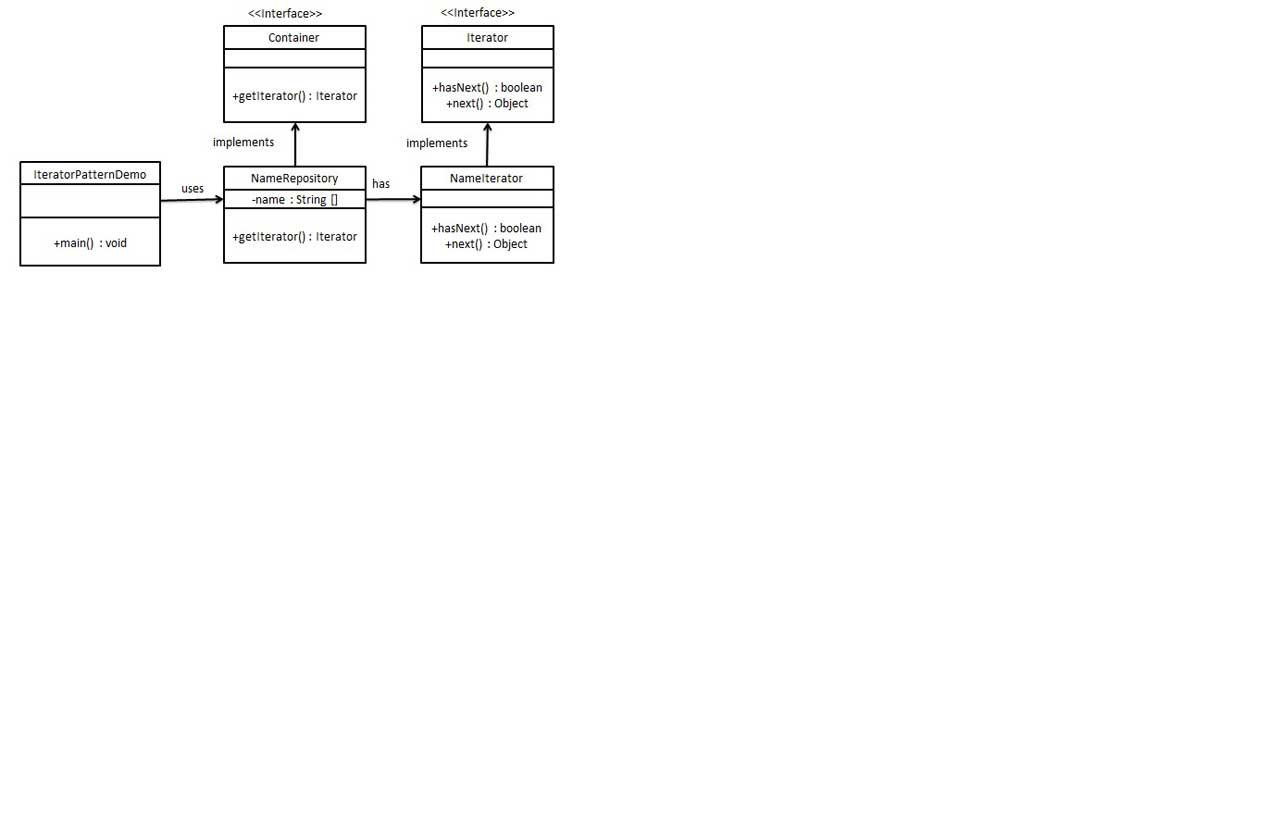 <<Interface>>
Container
+getIterator() : Iterator
<<Interface>>
Iterator
+hasNext() : boolean
+next() : Object
implements
implements
IteratorPatternDemo
+main() : void
uses
NameRepository
-name : String []
+getIterator() : Iterator
has
NameIterator
+hasNext() : boolean
+next() : Object